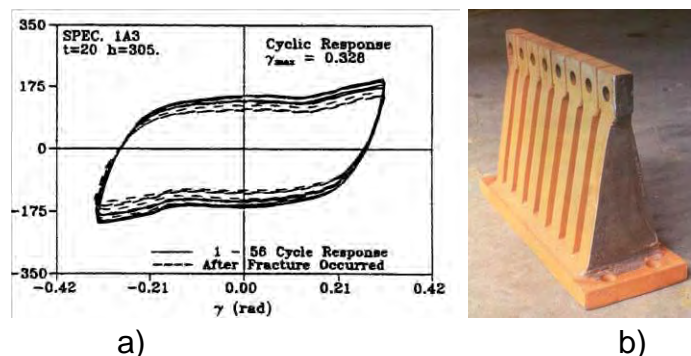 350
SPEC. 1A3
t=20 h=305.
Cyclic Response
γmax = 0.328
175
0
-175
1 - 56 Cycle Response
After Fracture Occurred
-350
-0.42 -0.21 0.00 0.21 0.42
γ (rad)
a) b)